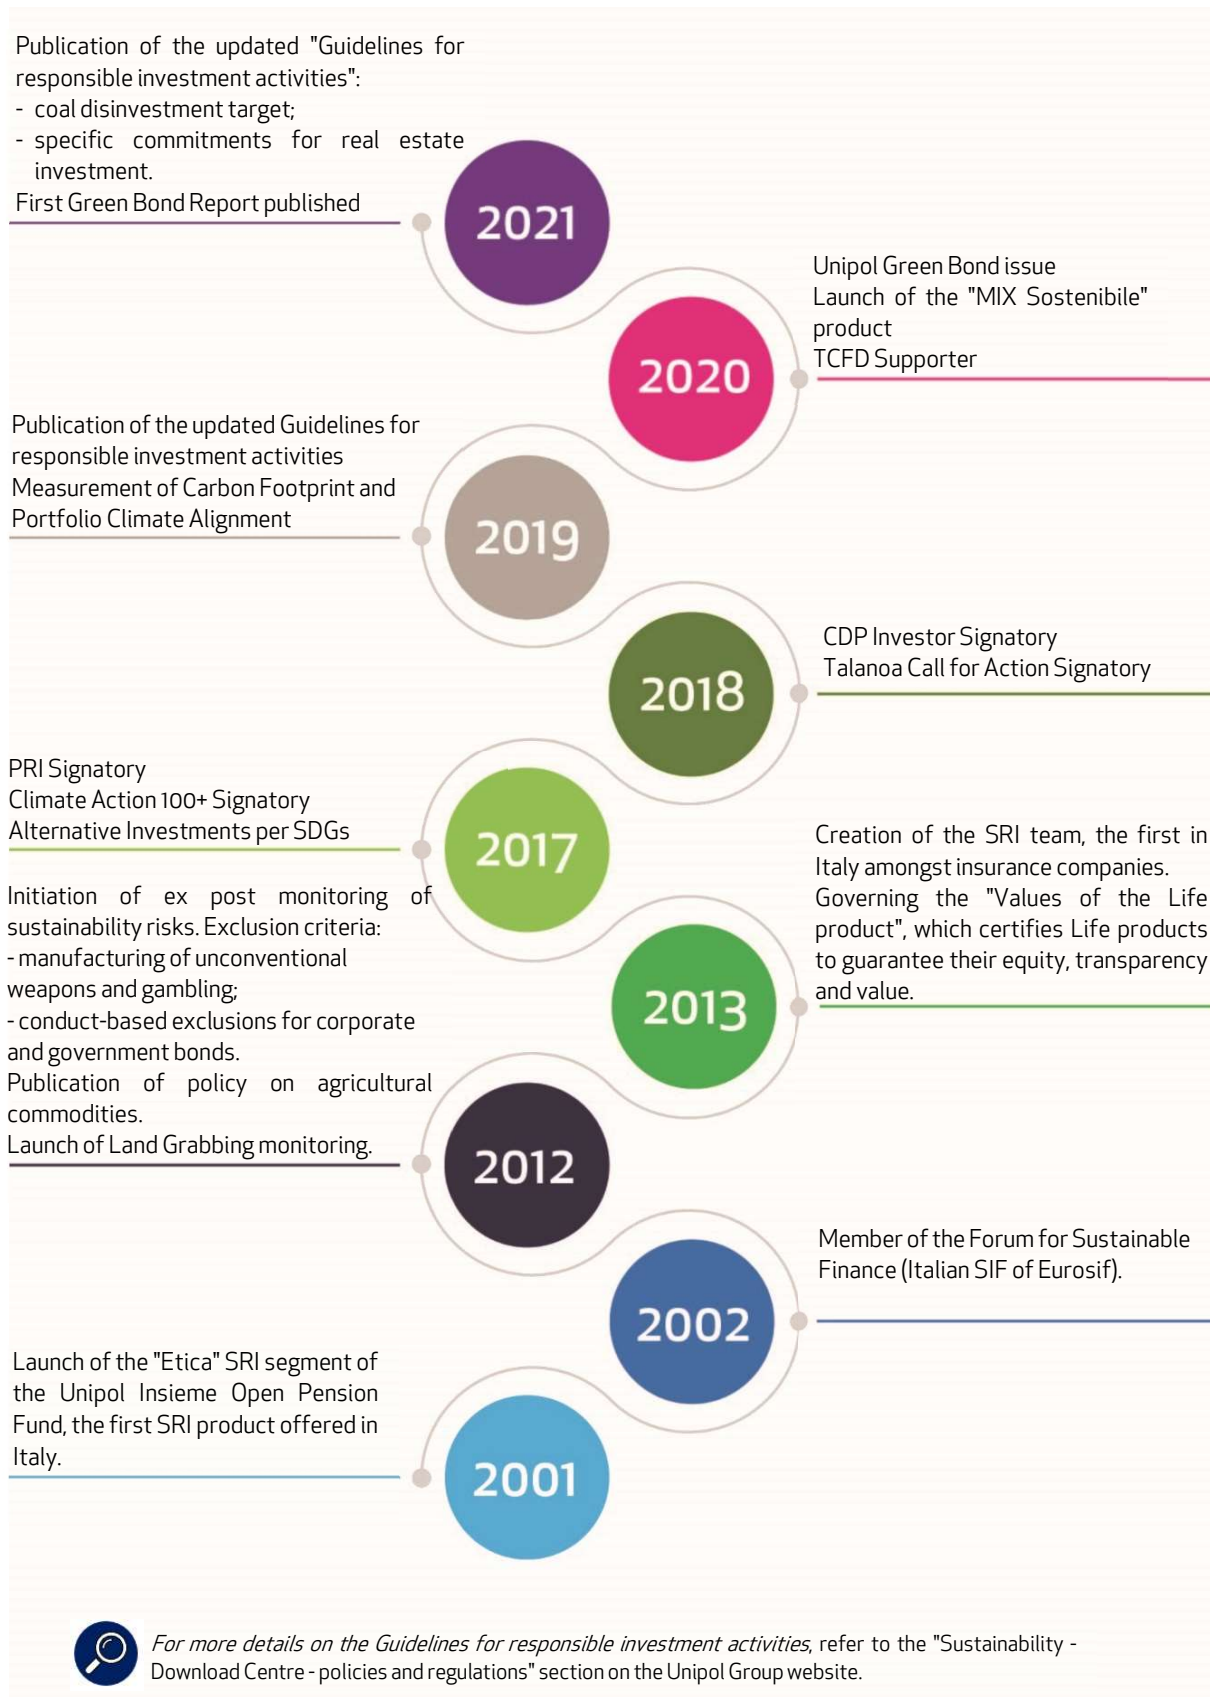 Publication of the updated "Guidelines for
responsible investment activities":
- coal disinvestment target;
- specific commitments for real estate
investment.
First Green Bond Report published
2021
Unipol Green Bond issue
Launch of the "MIX Sostenibile"
product
TCFD Supporter
2020
Publication of the updated Guidelines for
responsible investment activities
Measurement of Carbon Footprint and
Portfolio Climate Alignment
2019
CDP Investor Signatory
Talanoa Call for Action Signatory
2018
PRI Signatory
Climate Action 100+ Signatory
Alternative Investments per SDGs
2017
Creation of the SRI team, the first in
Italy amongst insurance companies.
Governing the "Values of the Life
product", which certifies Life products
to guarantee their equity, transparency
and value.
2013
Initiation of ex post monitoring of
sustainability risks. Exclusion criteria:
- manufacturing of unconventional
weapons and gambling;
- conduct-based exclusions for corporate
and government bonds.
Publication of policy on agricultural
commodities.
Launch of Land Grabbing monitoring.
2012
Member of the Forum for Sustainable
Finance (Italian SIF of Eurosif).
2002
Launch of the "Etica" SRI segment of
the Unipol Insieme Open Pension
Fund, the first SRI product offered in
Italy.
2001
For more details on the Guidelines for responsible investment activities, refer to the "Sustainability -
Download Centre - policies and regulations" section on the Unipol Group website.